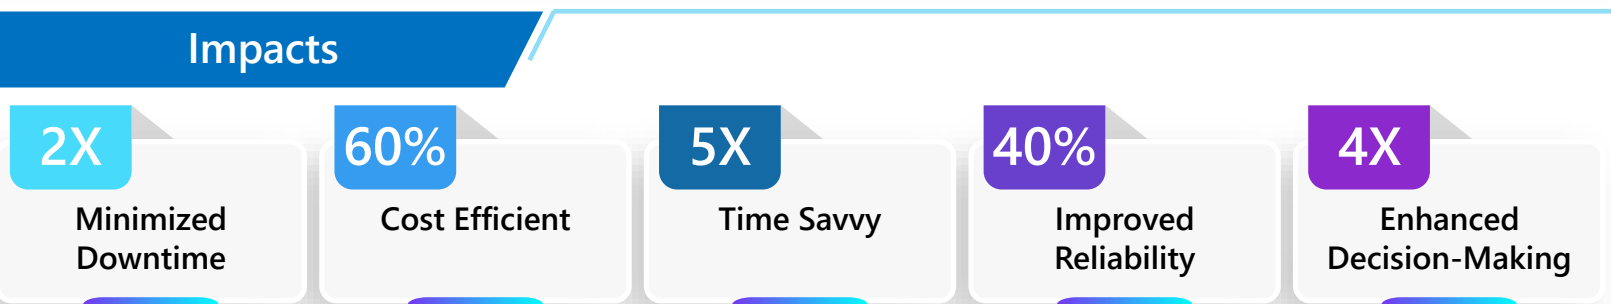 Impacts
2X
Minimized
Downtime
60%
Cost Efficient
5X
Time Savvy
40%
Improved
Reliability
4X
Enhanced
Decision-Making